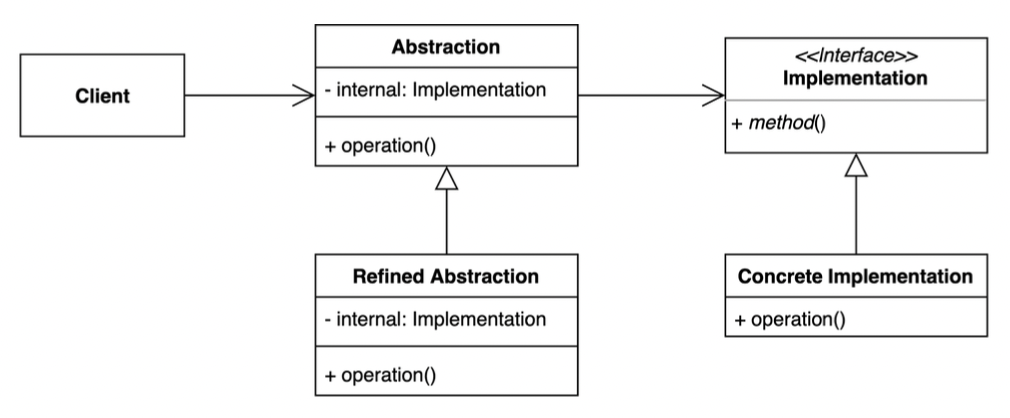 Client
Abstraction
- internal: Implementation
+ operation()
<<Interface>>
Implementation
+ method()
Refined Abstraction
- internal: Implementation
+ operation()
Concrete Implementation
+ operation()